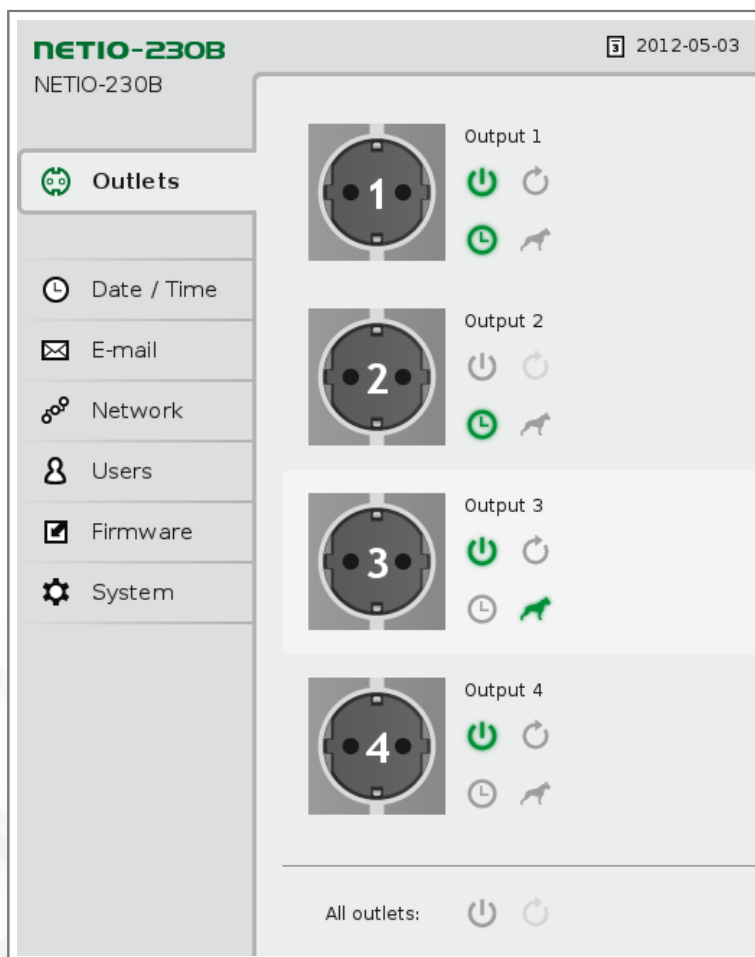 NETIO-230B
NETIO-230B
3 2012-05-03
Outlets
Date / Time
E-mail
Network
Users
Firmware
System
1
Output 1
2
Output 2
3
Output 3
4
Output 4
All outlets: